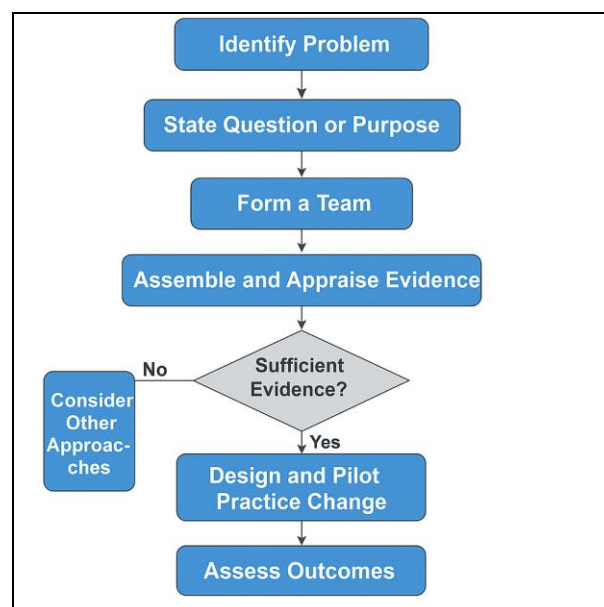 Identify Problem
State Question or Purpose
Form a Team
Assemble and Appraise Evidence
Sufficient
Evidence?
No
Consider
Other
Approac-
ches
Yes
Design and Pilot
Practice Change
Assess Outcomes